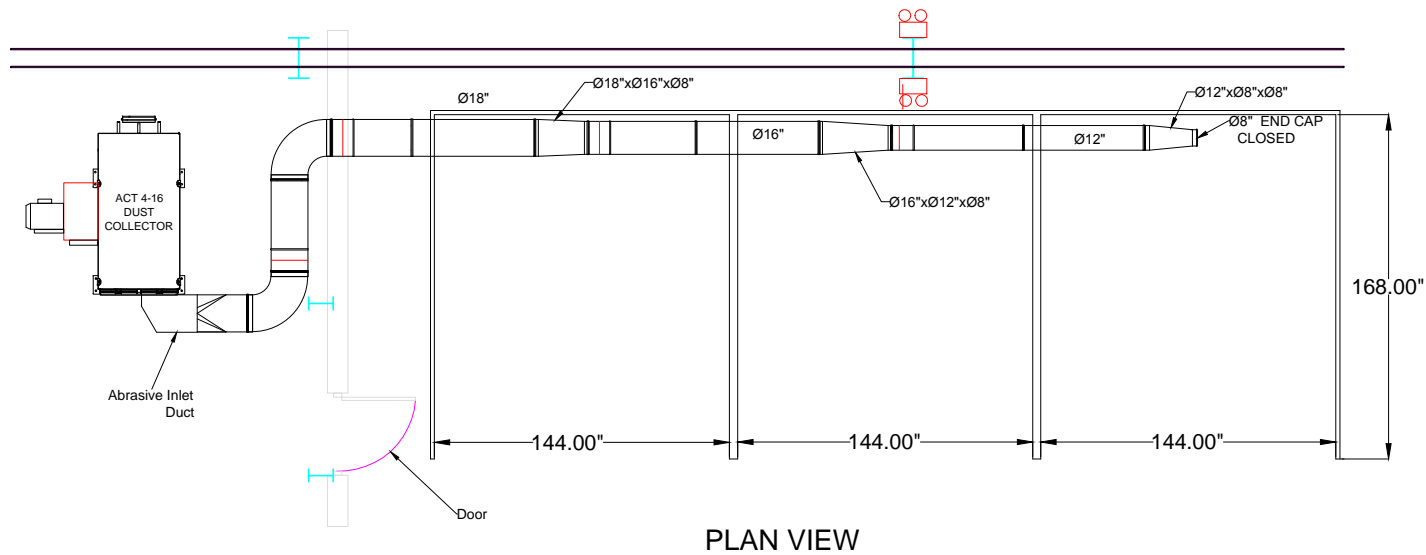 Ø18"xØ16"xØ8"
Ø18"
Ø12"xØ8"xØ8"
Ø8"  END CAP
CLOSED
Ø16"
Ø12"
ACT 4-16
DUST
COLLECTOR
Ø16"xØ12"xØ8"
168.00"
Abrasive Inlet
Duct
144.00"
144.00"
144.00"
Door
PLAN VIEW